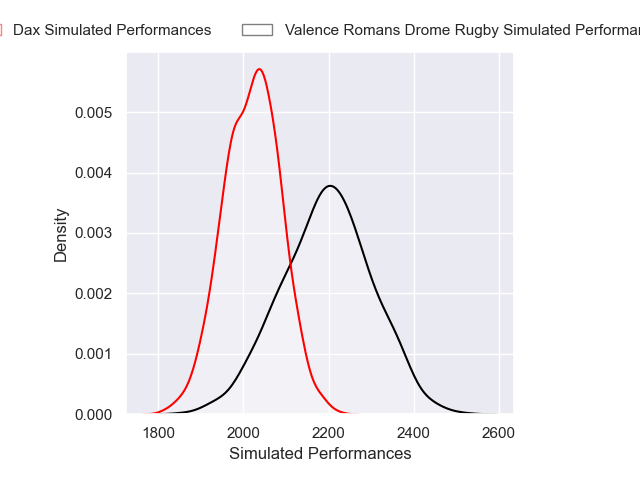 Dax Simulated Performances
Valence Romans Drome Rugby Simulated
0.005
0.004
0.003
0.002
0.001
0.000
Density
1800 2000 2200 2400 2600
Simulated Performances